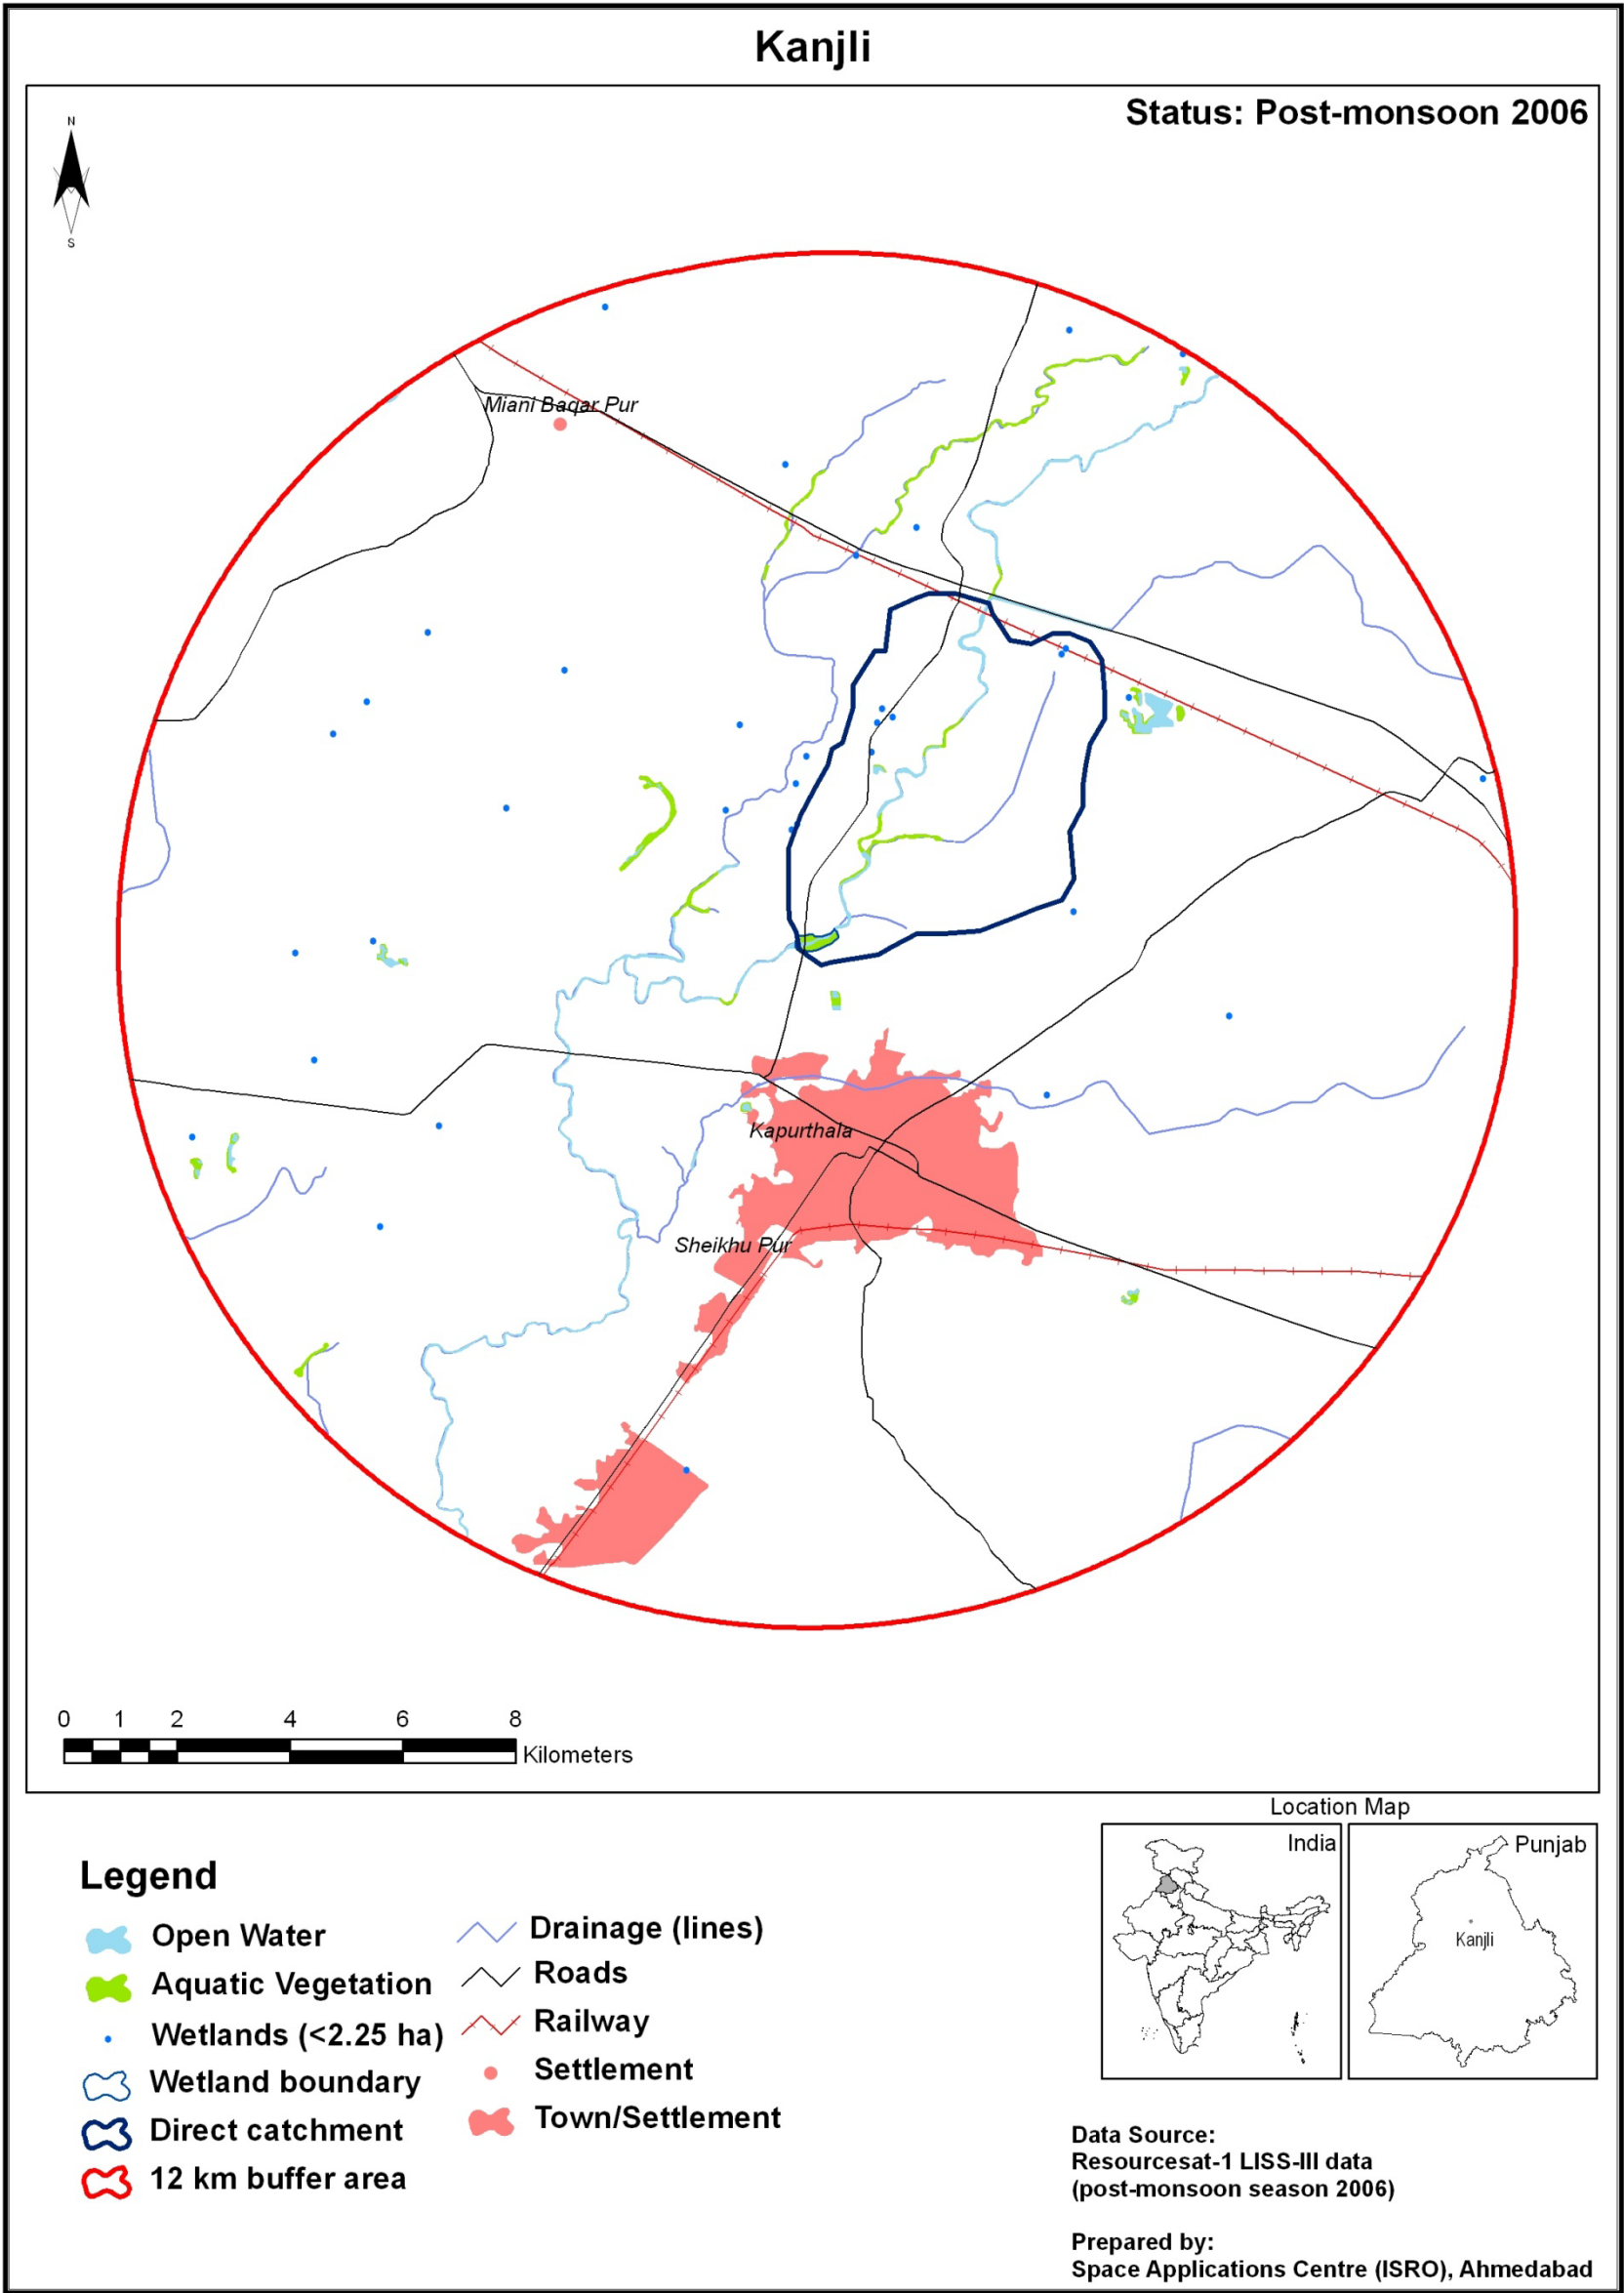 Kanjli
Status: Post-monsoon 2006
N
S
Miani Baqar Pur
Kapurthala
Sheikhu Pur
0 1 2 4 6 8
Kilometers
Location Map
India
Punjab
Kanjli
Legend
Open Water
Aquatic Vegetation
Wetlands (<2.25 ha)
Wetland boundary
Direct catchment
12 km buffer area
Drainage (lines)
Roads
Railway
Settlement
Town/Settlement
Data Source:
Resourcesat-1 LISS-III data
(post-monsoon season 2006)
Prepared by:
Space Applications Centre (ISRO), Ahmedabad